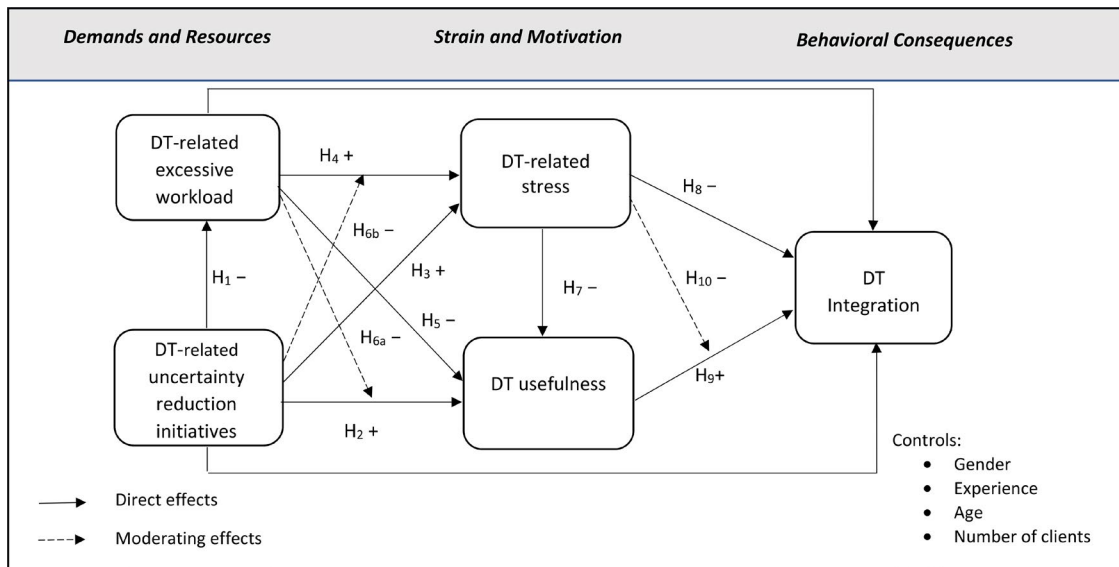 Demands and Resources
Strain and Motivation
Behavioral Consequences
DT-related
excessive
workload
H4 +
DT-related
stress
H8 –
H6b –
H3 +
H1 –
H7 –
H10 –
DT
Integration
H5 –
H6a –
DT-related
uncertainty
reduction
initiatives
DT usefulness
H9+
H2 +
Controls:
• Gender
• Experience
• Age
• Number of clients
Direct effects
Moderating effects